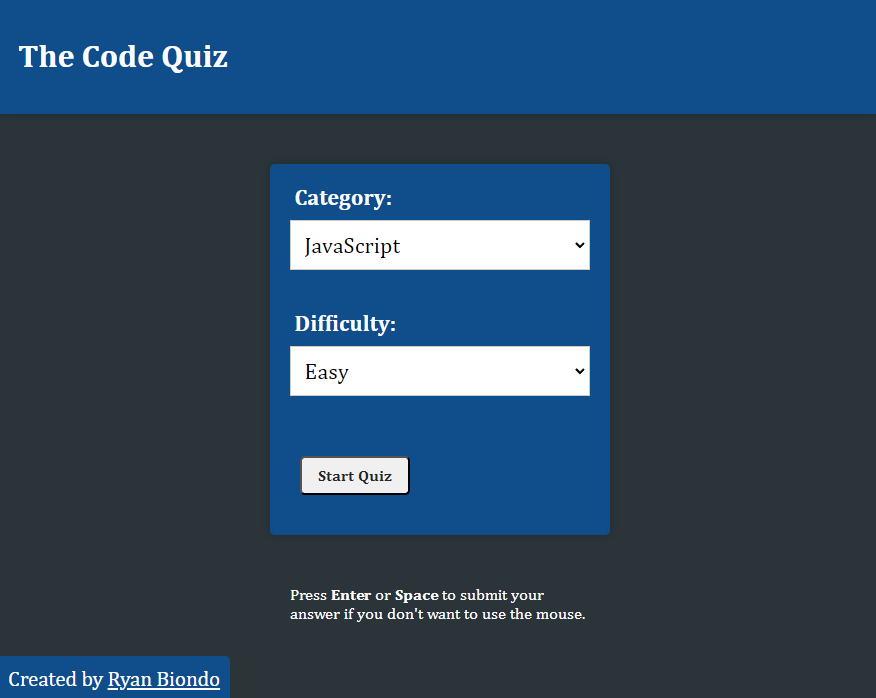 The Code Quiz
Category:
JavaScript
Difficulty:
Easy
Start Quiz
Press Enter or Space to submit your
answer if you don't want to use the mouse.
Created by Ryan Biondo